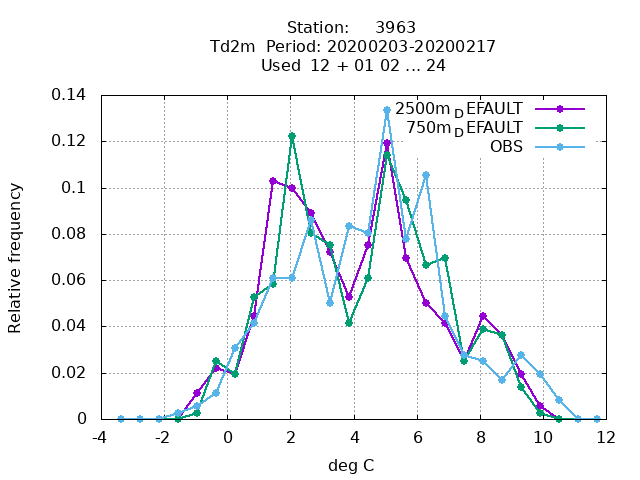 Station: 3963
Td2m Period: 20200203-20200217
Used 12 + 01 02 ... 24
0.14
0.12
0.1
0.08
0.06
0.04
0.02
0
Relative frequency
2500m_DEFAULT
750m_DEFAULT
OBS
-4 -2 0 2 4 6 8 10 12
deg C